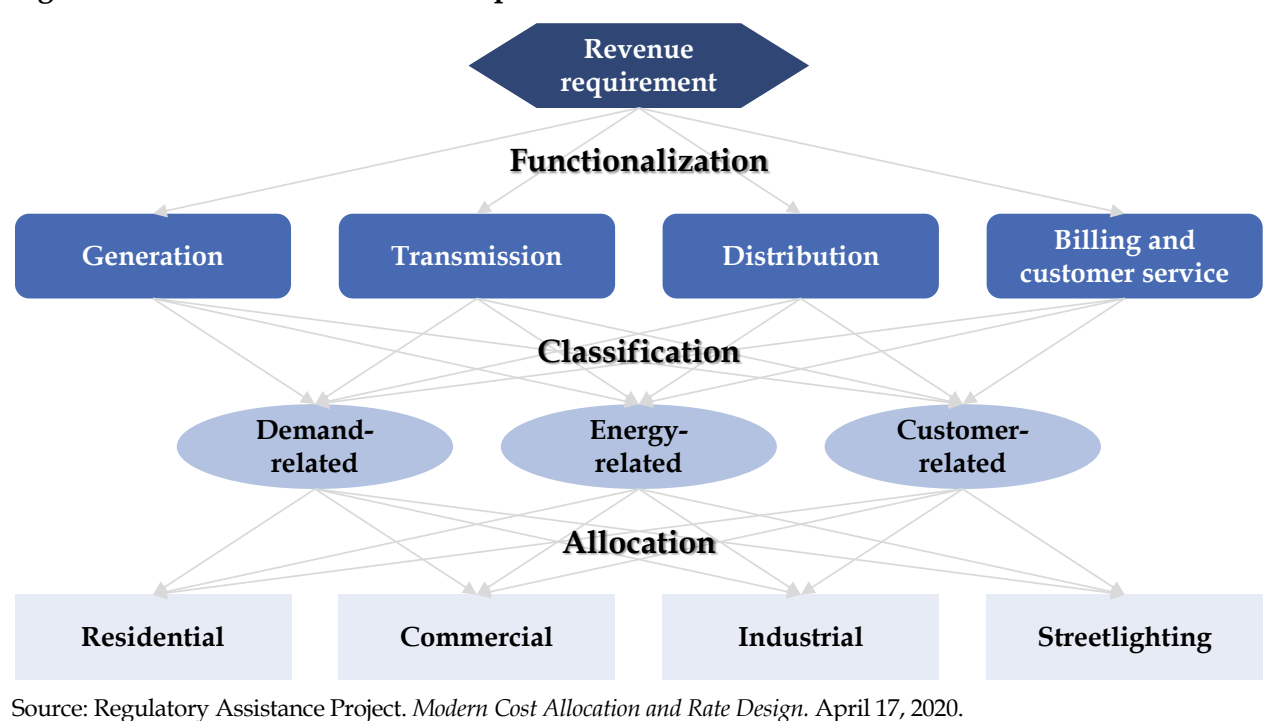 Revenue
requirement
Functionalization
Generation
Transmission
Distribution
Billing and
customer service
Classification
Demand-
related
Energy-
related
Customer-
related
Allocation
Residential
Commercial
Industrial
Streetlighting
Source: Regulatory Assistance Project. Modern Cost Allocation and Rate Design. April 17, 2020.